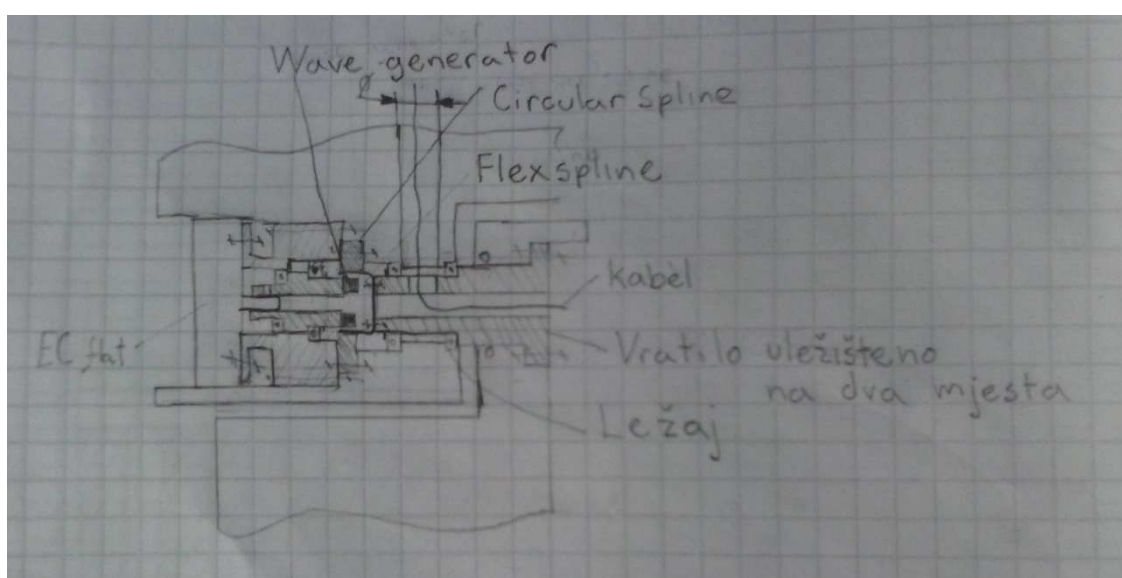 Wave generator
Circular Spline
Flexspline
Kabel
EC flat
Vratilo uležišteno
na dva mjesta
Ležaj